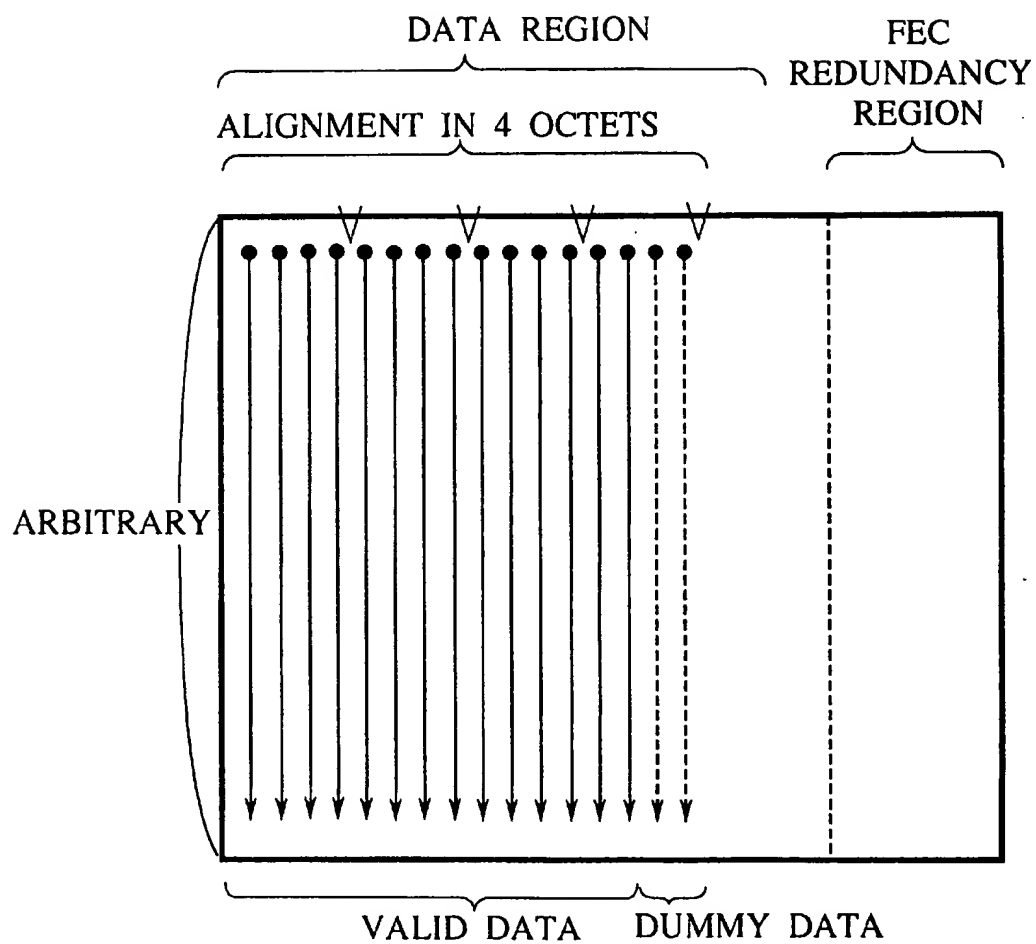 DATA REGION
FEC
REDUNDANCY
REGION
ALIGNMENT IN 4 OCTETS
ARBITRARY
VALID DATA
DUMMY DATA